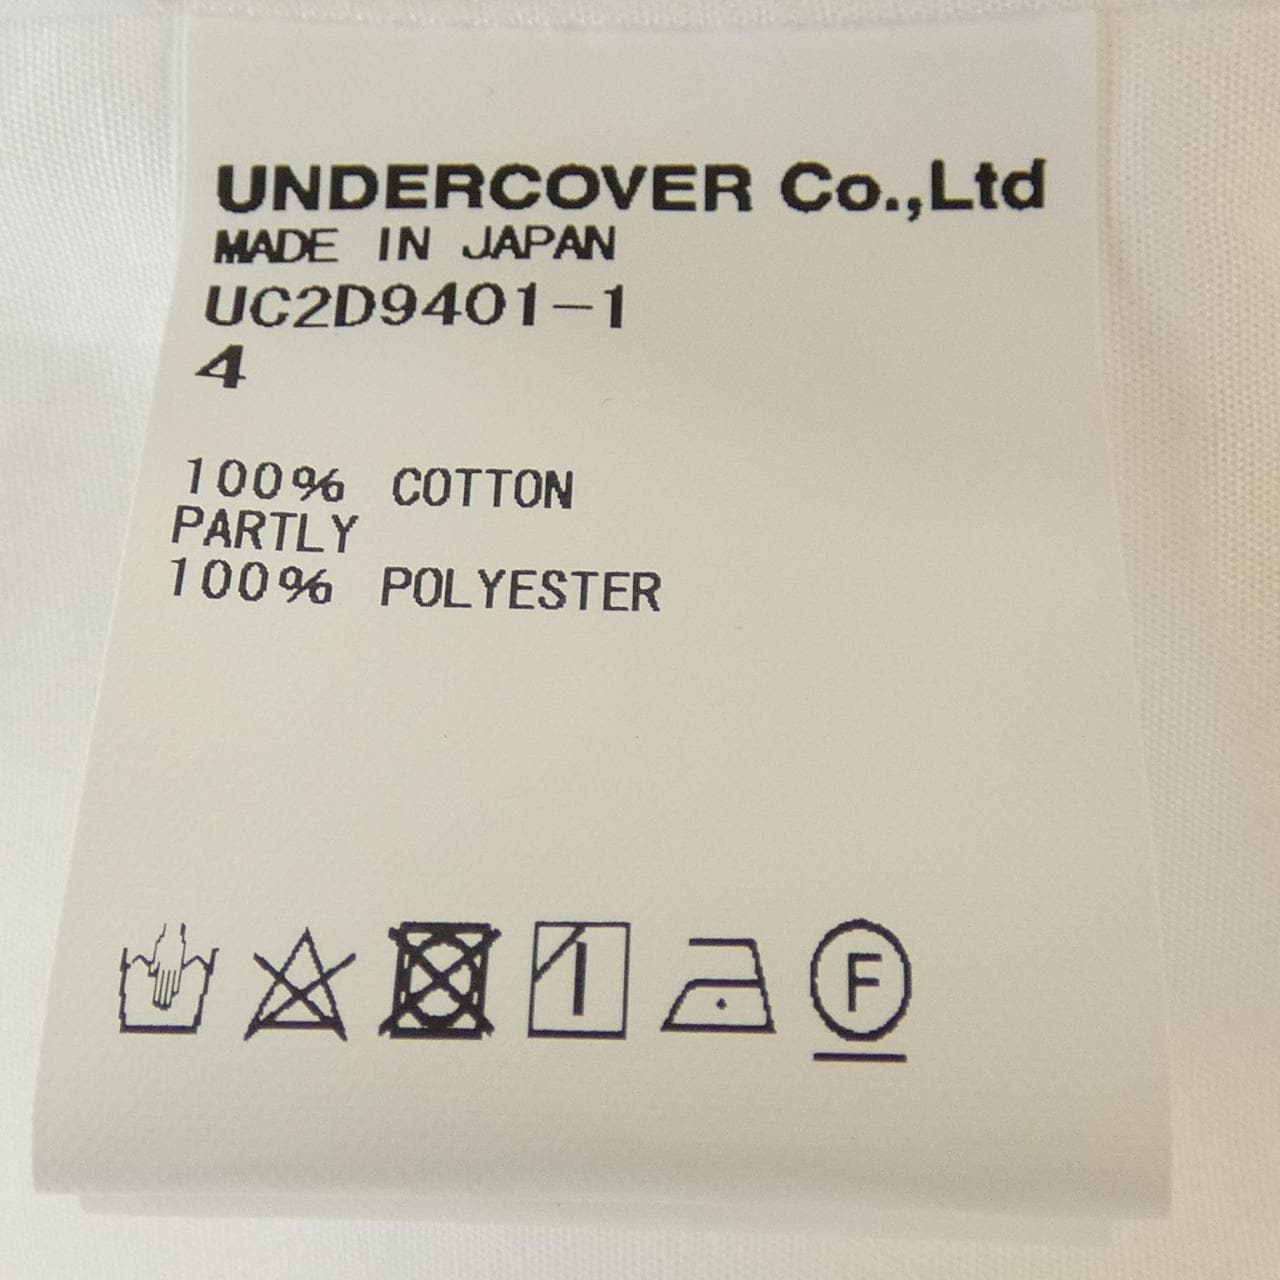 UNDERCOVER Co.,Ltd
MADE IN JAPAN
UC2D9401-1
4
100% COTTON
PARTLY
100% POLYESTER
F